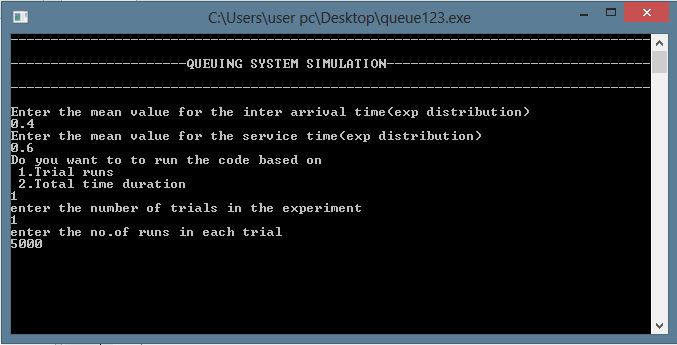 C:\Users\user pc\Desktop\queue123.exe
QUEUING SYSTEM SIMULATION
Enter the mean value for the inter arrival time(exp distribution)
0.4
Enter the mean value for the service time(exp distribution)
0.6
Do you want to to run the code based on
1.Trial runs
2.Total time duration
1
enter the number of trials in the experiment
1
enter the no.of runs in each trial
5000